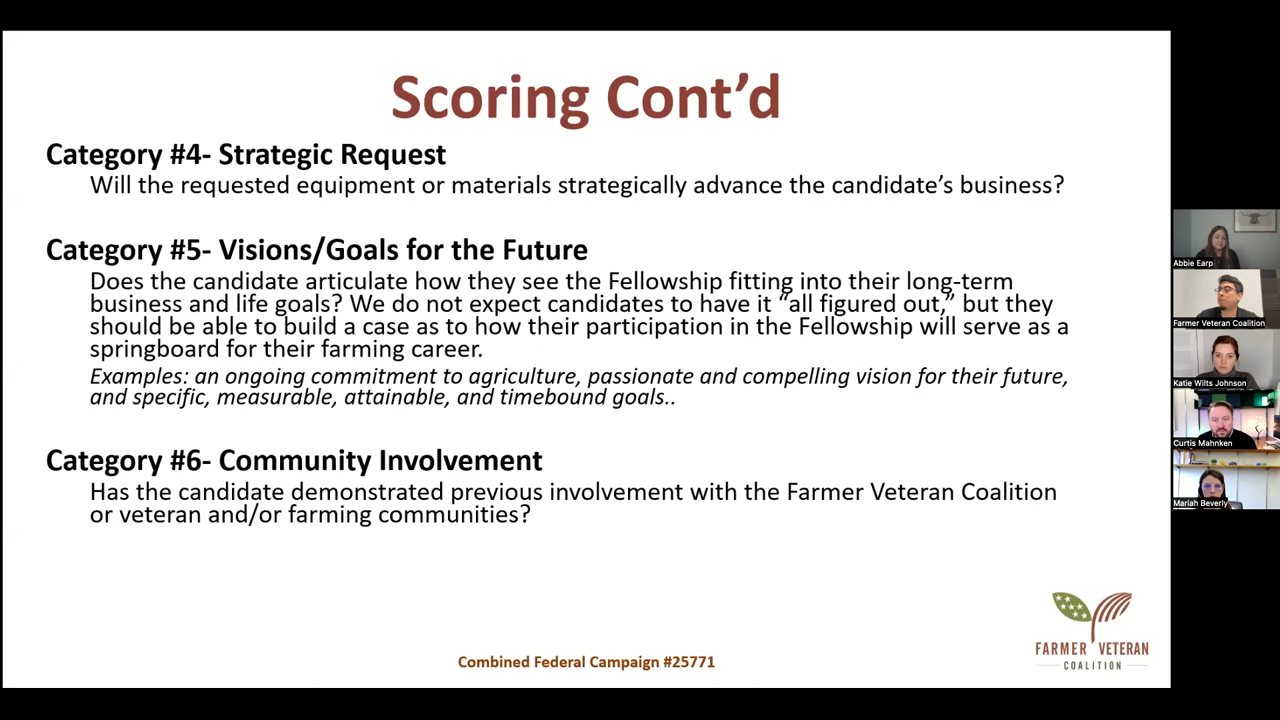 Scoring Cont’d
Category #4- Strategic Request
Will the requested equipment or materials strategically advance the candidate’s business?
Category #5- Visions/Goals for the Future
Does the candidate articulate how they see the Fellowship fitting into their long-term
business and life goals? We do not expect candidates to have it “all figured out,” but they
should be able to build a case as to how their participation in the Fellowship will serve as a
springboard for their farming career.
Examples: an ongoing commitment to agriculture, passionate and compelling vision for their future,
and specific, measurable, attainable, and timebound goals..
Category #6- Community Involvement
Has the candidate demonstrated previous involvement with the Farmer Veteran Coalition
or veteran and/or farming communities?
Combined Federal Campaign #25771
FARMER VETERAN
COALITION
Abbie Earp
Farmer Veteran Coalition
Katie Wilts Johnson
Curtis Mahnken
Mariah Beverly